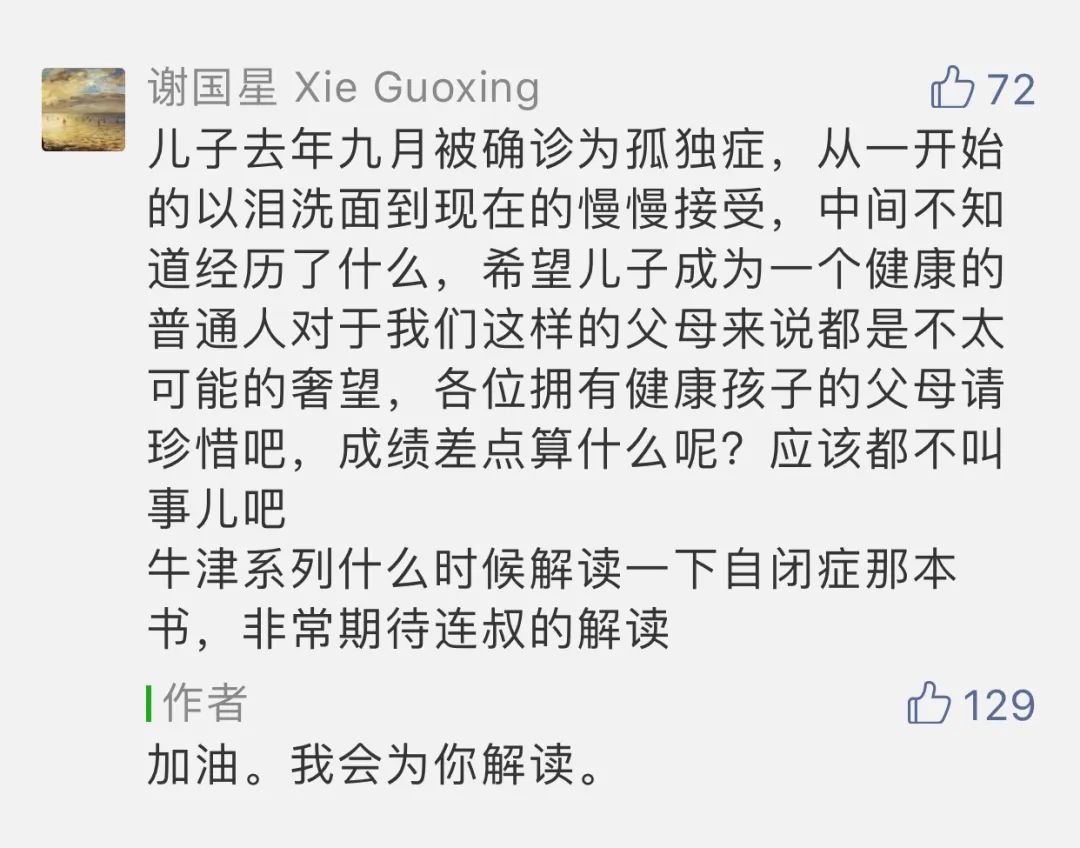 谢国星 Xie Guoxing 72
儿子去年九月被确诊为孤独症，从一开始
的以泪洗面到现在的慢慢接受，中间不知
道经历了什么，希望儿子成为一个健康的
普通人对于我们这样的父母来说都是不太
可能的奢望，各位拥有健康孩子的父母请
珍惜吧，成绩差点算什么呢？应该都不叫
事儿吧
牛津系列什么时候解读一下自闭症那本
书，非常期待连叔的解读
作者 129
加油。我会为你解读。